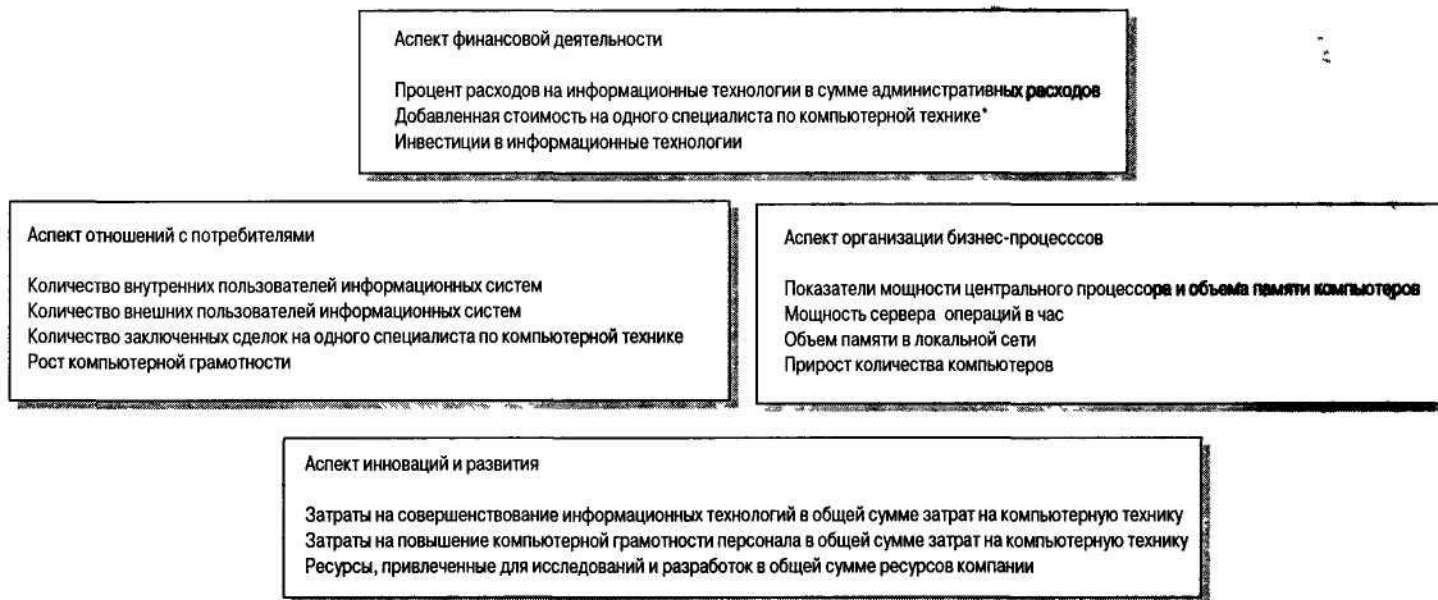 Аспект финансовой деятельности
Процент расходов на информационные технологии в сумме административных расходов
Добавленная стоимость на одного специалиста по компьютерной технике*
Инвестиции в информационные технологии
Аспект отношений с потребителями
Количество внутренних пользователей информационных систем
Количество внешних пользователей информационных систем
Количество заключенных сделок на одного специалиста по компьютерной технике
Рост компьютерной грамотности
Аспект организации бизнес-процесссов
Показатели мощности центрального процессора и объема памяти компьютеров
Мощность сервера операций в час
Объем памяти в локальной сети
Прирост количества компьютеров
Аспект инноваций и развития
Затраты на совершенствование информационных технологий в общей сумме затрат на компьютерную технику
Затраты на повышение компьютерной грамотности персонала в общей сумме затрат на компьютерную технику
Ресурсы, привлеченные для исследований и разработок в общей сумме ресурсов компании